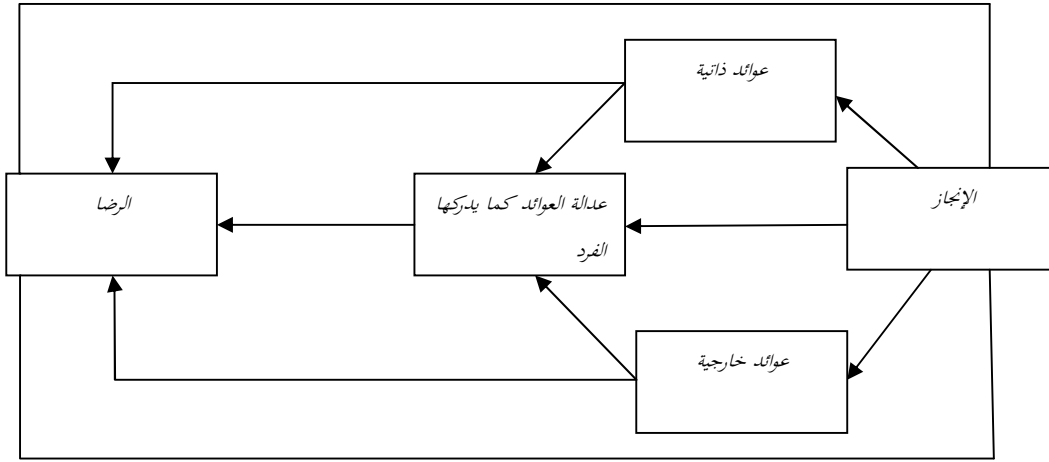 عوائد ذاتية
الإنجاز
عدالة العوائد كما يدركها
الفرد
الرضا
عوائد خارجية